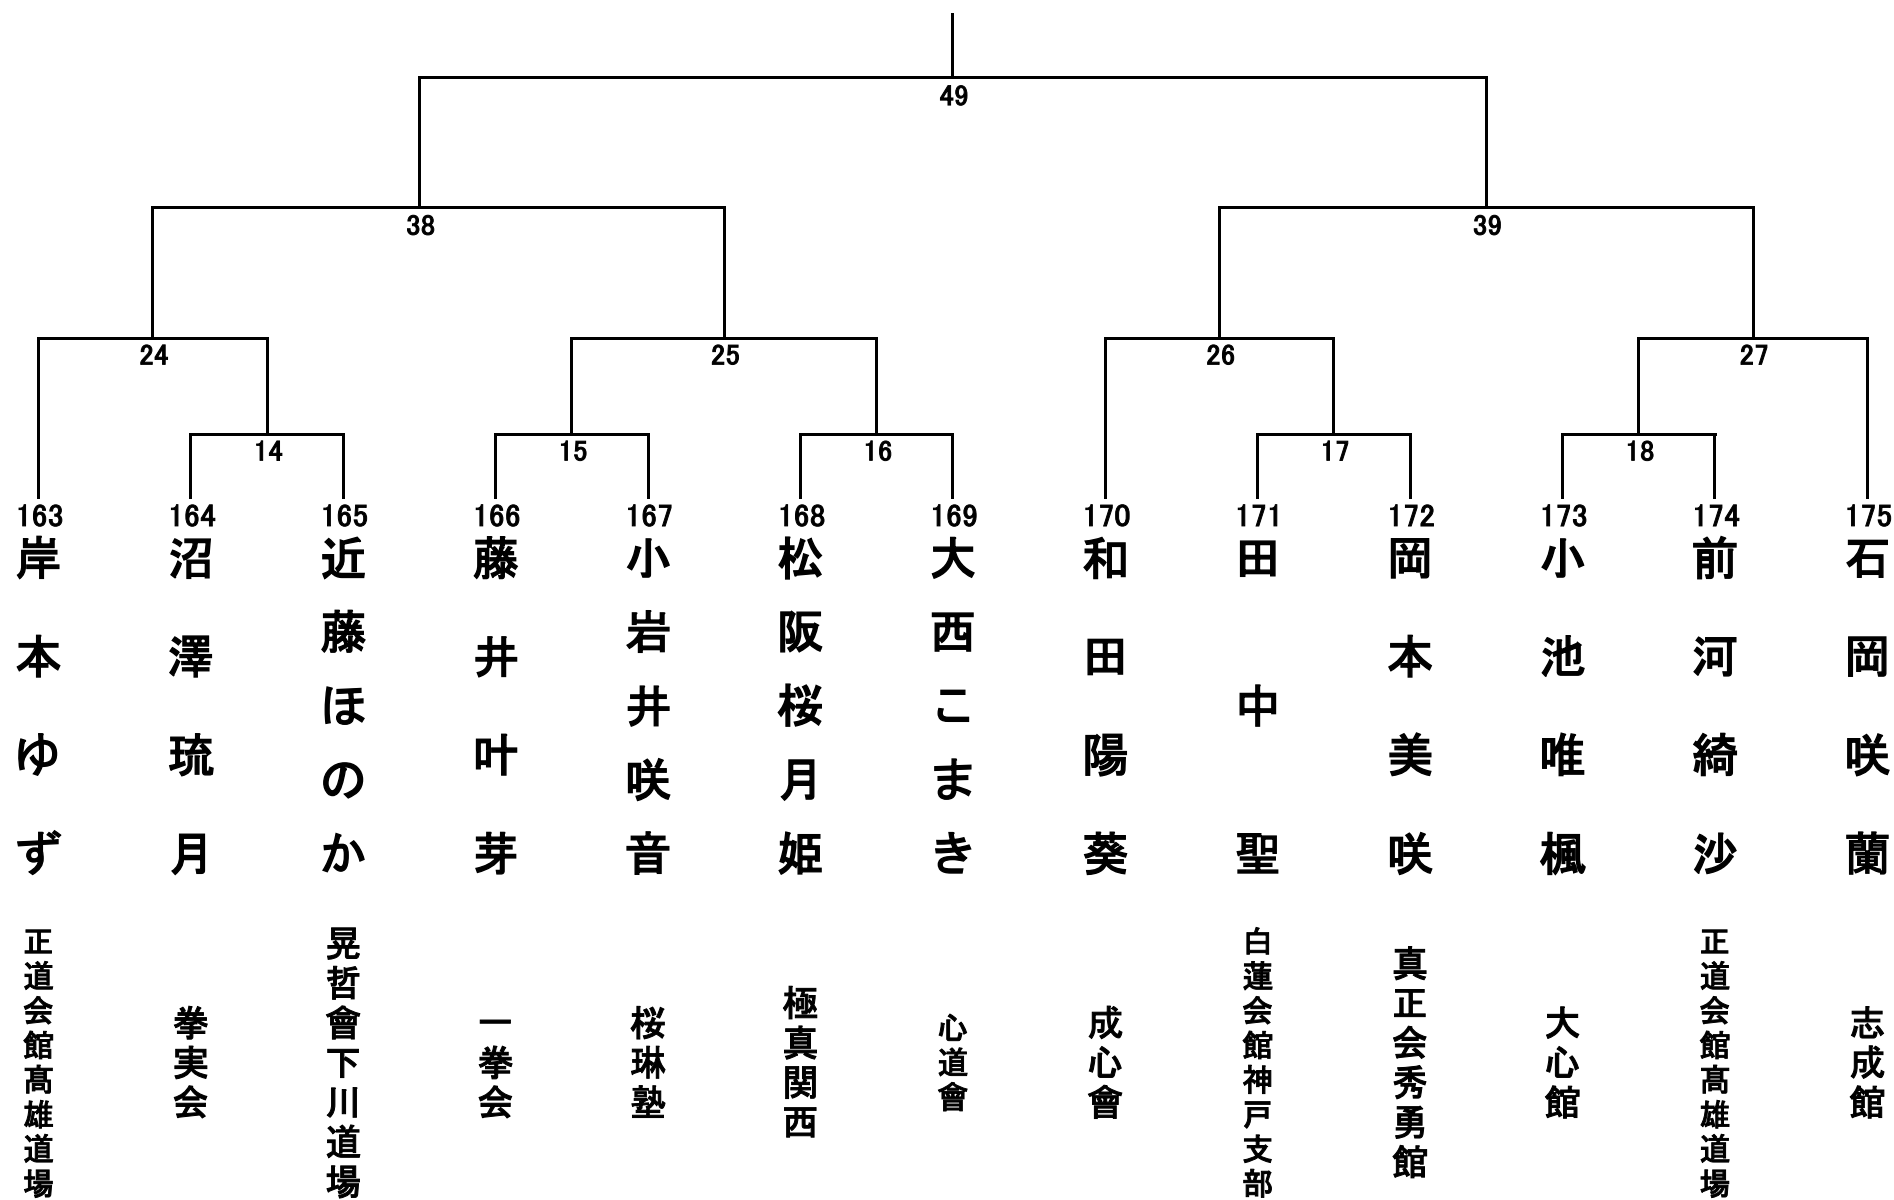 49
38
39
24
25
26
27
14
15
16
17
18
163
164
165
166
167
168
169
170
171
172
173
174
175
岸本ゆず
沼澤琉月
近藤ほのか
藤井叶芽
小岩井咲音
松阪桜月姫
大西こまき
和田陽葵
田中聖
岡本美咲
小池唯楓
前河綺沙
石岡咲蘭
正道会館髙雄道場
拳実会
晃哲會下川道場
一拳会
桜琳塾
極真関西
心道會
成心會
白蓮会館神戸支部
真正会秀勇館
大心館
正道会館髙雄道場
志成館